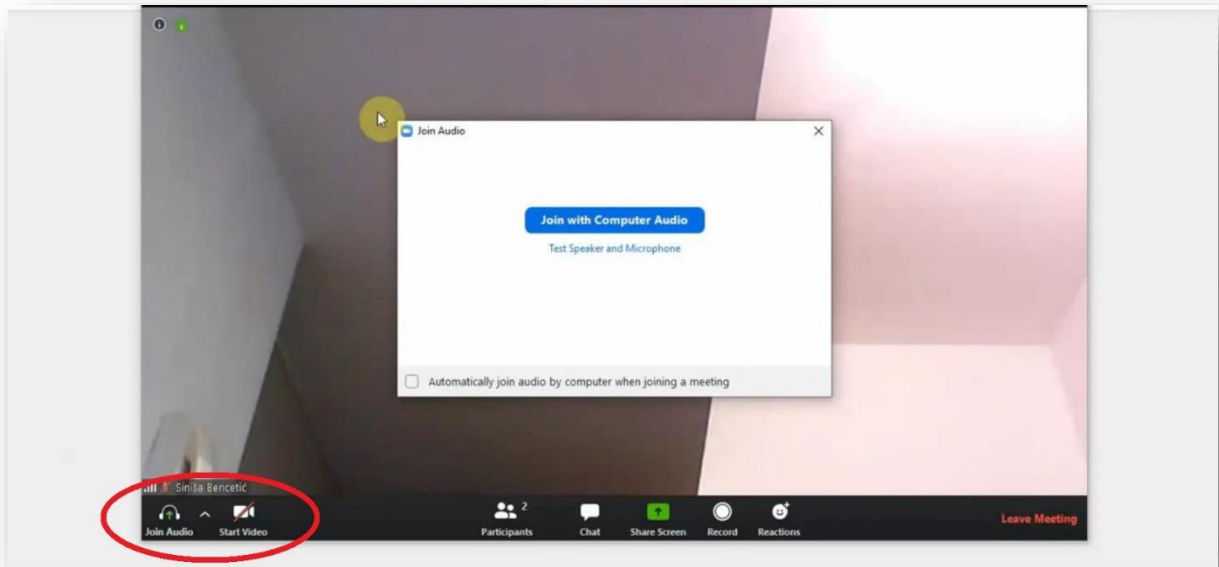 Join Audio
Join with Computer Audio
Test Speaker and Microphone
Automatically join audio by computer when joining a meeting
Siniša Bencetić
Join Audio
Start Video
2
Participants
Chat
Share Screen
Record
Reactions
Leave Meeting